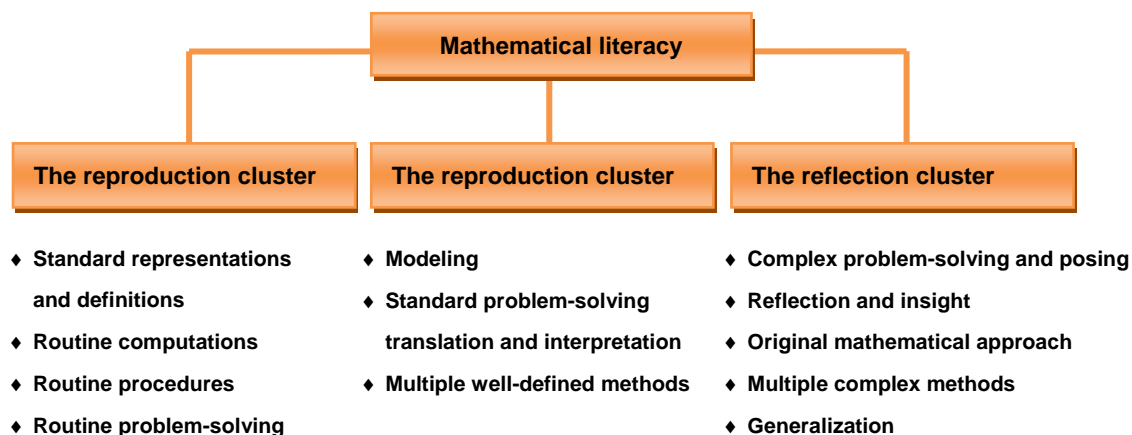 Mathematical literacy
The reproduction cluster
The reproduction cluster
The reflection cluster
♦ Standard representations
and definitions
♦ Routine computations
♦ Routine procedures
♦ Routine problem-solving
♦ Modeling
♦ Standard problem-solving
translation and interpretation
♦ Multiple well-defined methods
♦ Complex problem-solving and posing
♦ Reflection and insight
♦ Original mathematical approach
♦ Multiple complex methods
♦ Generalization